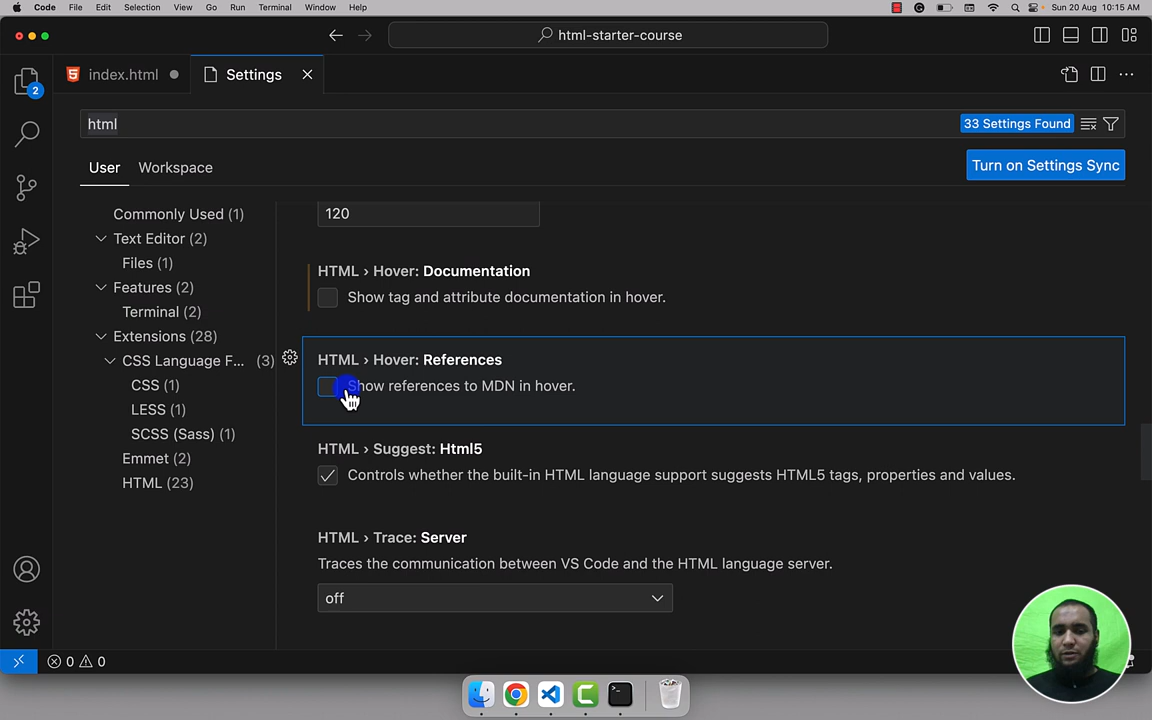 Code File Edit Selection View Go Run Terminal Window Help Sun 20 Aug 10:15 AM
html-starter-course
index.html Settings
2
html 33 Settings Found
User Workspace Turn on Settings Sync
Commonly Used (1)
Text Editor (2)
Files (1)
Features (2)
Terminal (2)
Extensions (28)
CSS Language F... (3)
CSS (1)
LESS (1)
SCSS (Sass) (1)
Emmet (2)
HTML (23)
120
HTML › Hover: Documentation
Show tag and attribute documentation in hover.
HTML › Hover: References
Show references to MDN in hover.
HTML › Suggest: Html5
Controls whether the built-in HTML language support suggests HTML5 tags, properties and values.
HTML › Trace: Server
Traces the communication between VS Code and the HTML language server.
off
0 0